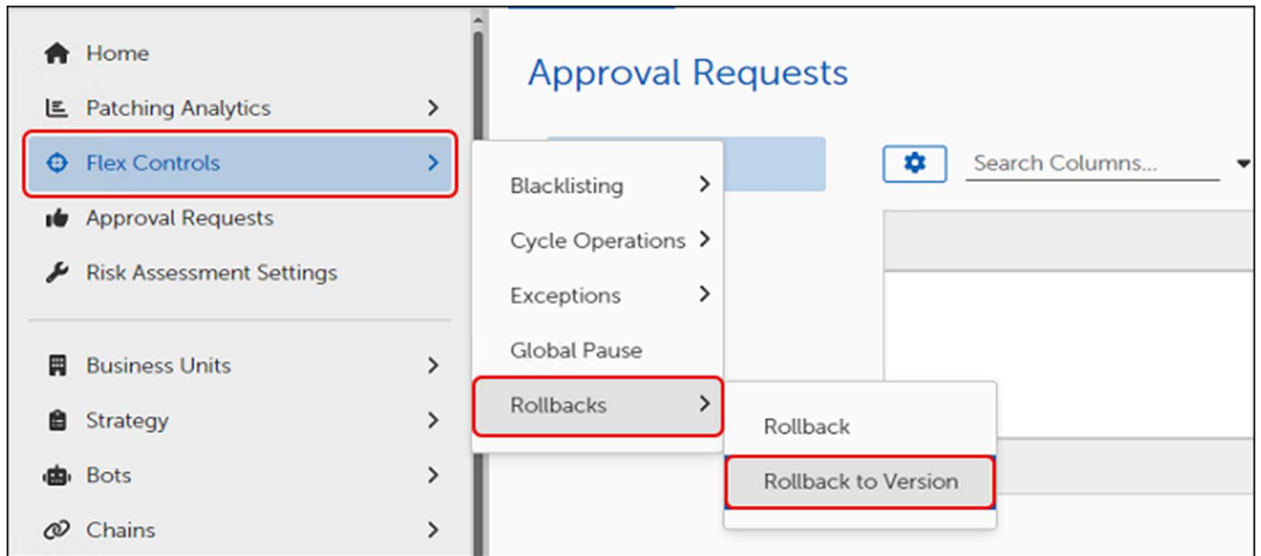 Home
Patching Analytics
Flex Controls
Approval Requests
Risk Assessment Settings
Business Units
Strategy
Bots
Chains
Approval Requests
Search Columns...
Blacklisting
Cycle Operations
Exceptions
Global Pause
Rollbacks
Rollback
Rollback to Version